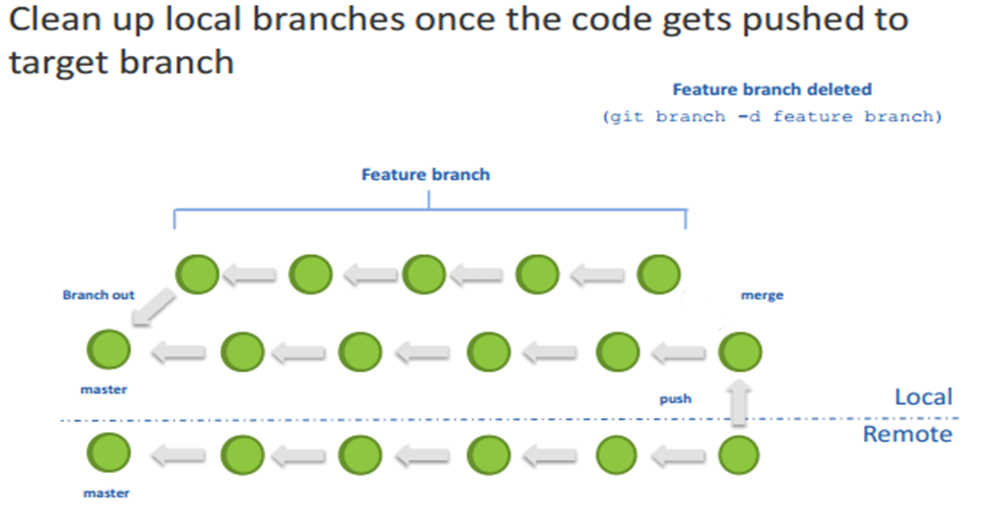 Clean up local branches once the code gets pushed to
target branch
Feature branch deleted
(git branch -d feature branch)
Feature branch
Branch out
merge
master
push
Local
Remote
master